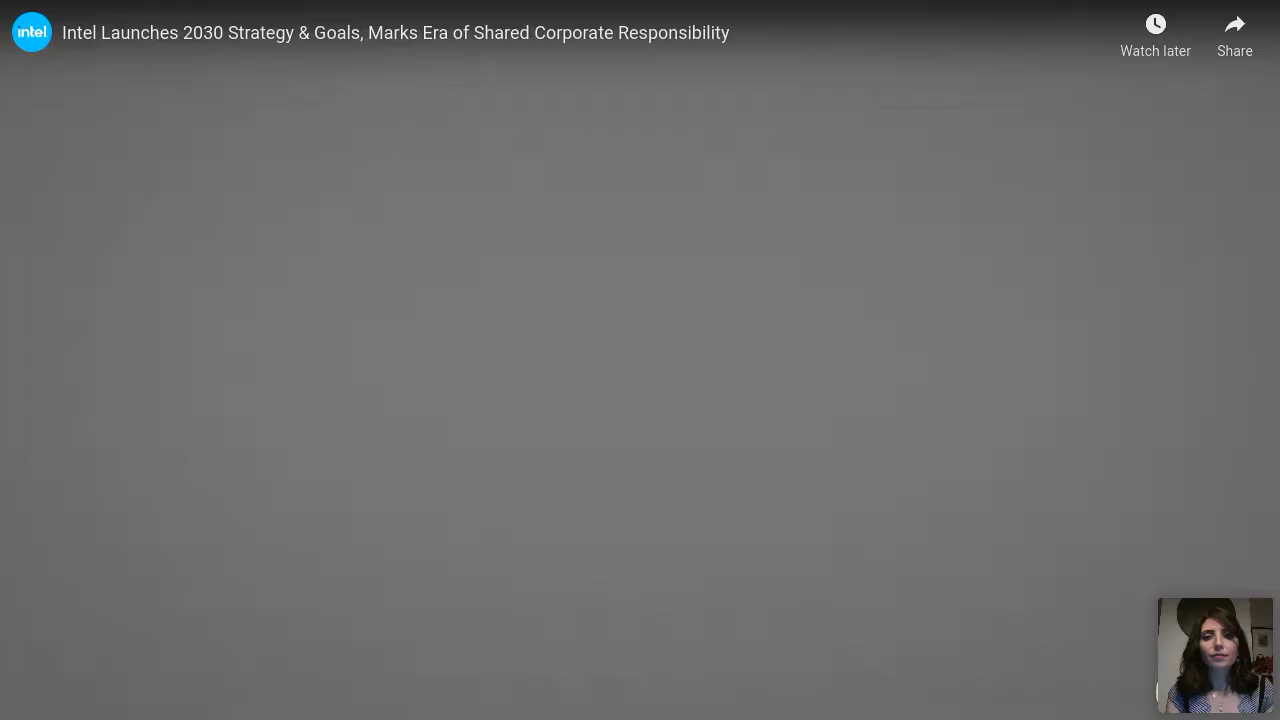 intel
Intel Launches 2030 Strategy & Goals, Marks Era of Shared Corporate Responsibility
Watch later
Share